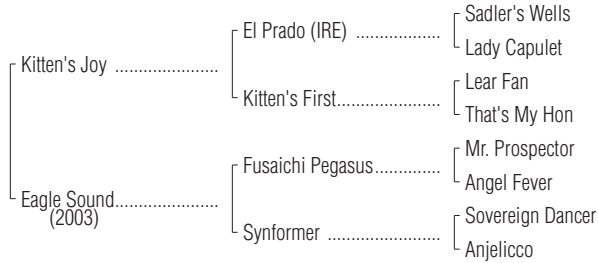 Sadler's Wells
El Prado (IRE) ..................
Lady Capulet
Kitten's Joy ......................
Lear Fan
Kitten's First......................
That's My Hon
Mr. Prospector
Fusaichi Pegasus..............
Angel Fever
Eagle Sound......................
(2003)
Sovereign Dancer
Synformer ........................
Anjelicco